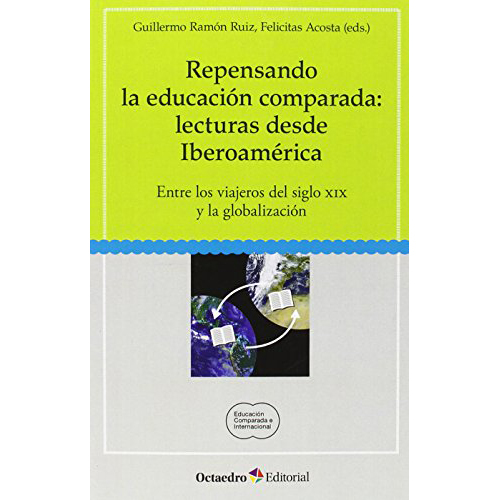 Guillermo Ramón Ruiz, Felicitas Acosta (eds.)
Repensando
la educación comparada:
lecturas desde
Iberoamérica
Entre los viajeros del siglo XIX
y la globalización
Educación
Comparada e
Internacional
Octaedro Editorial